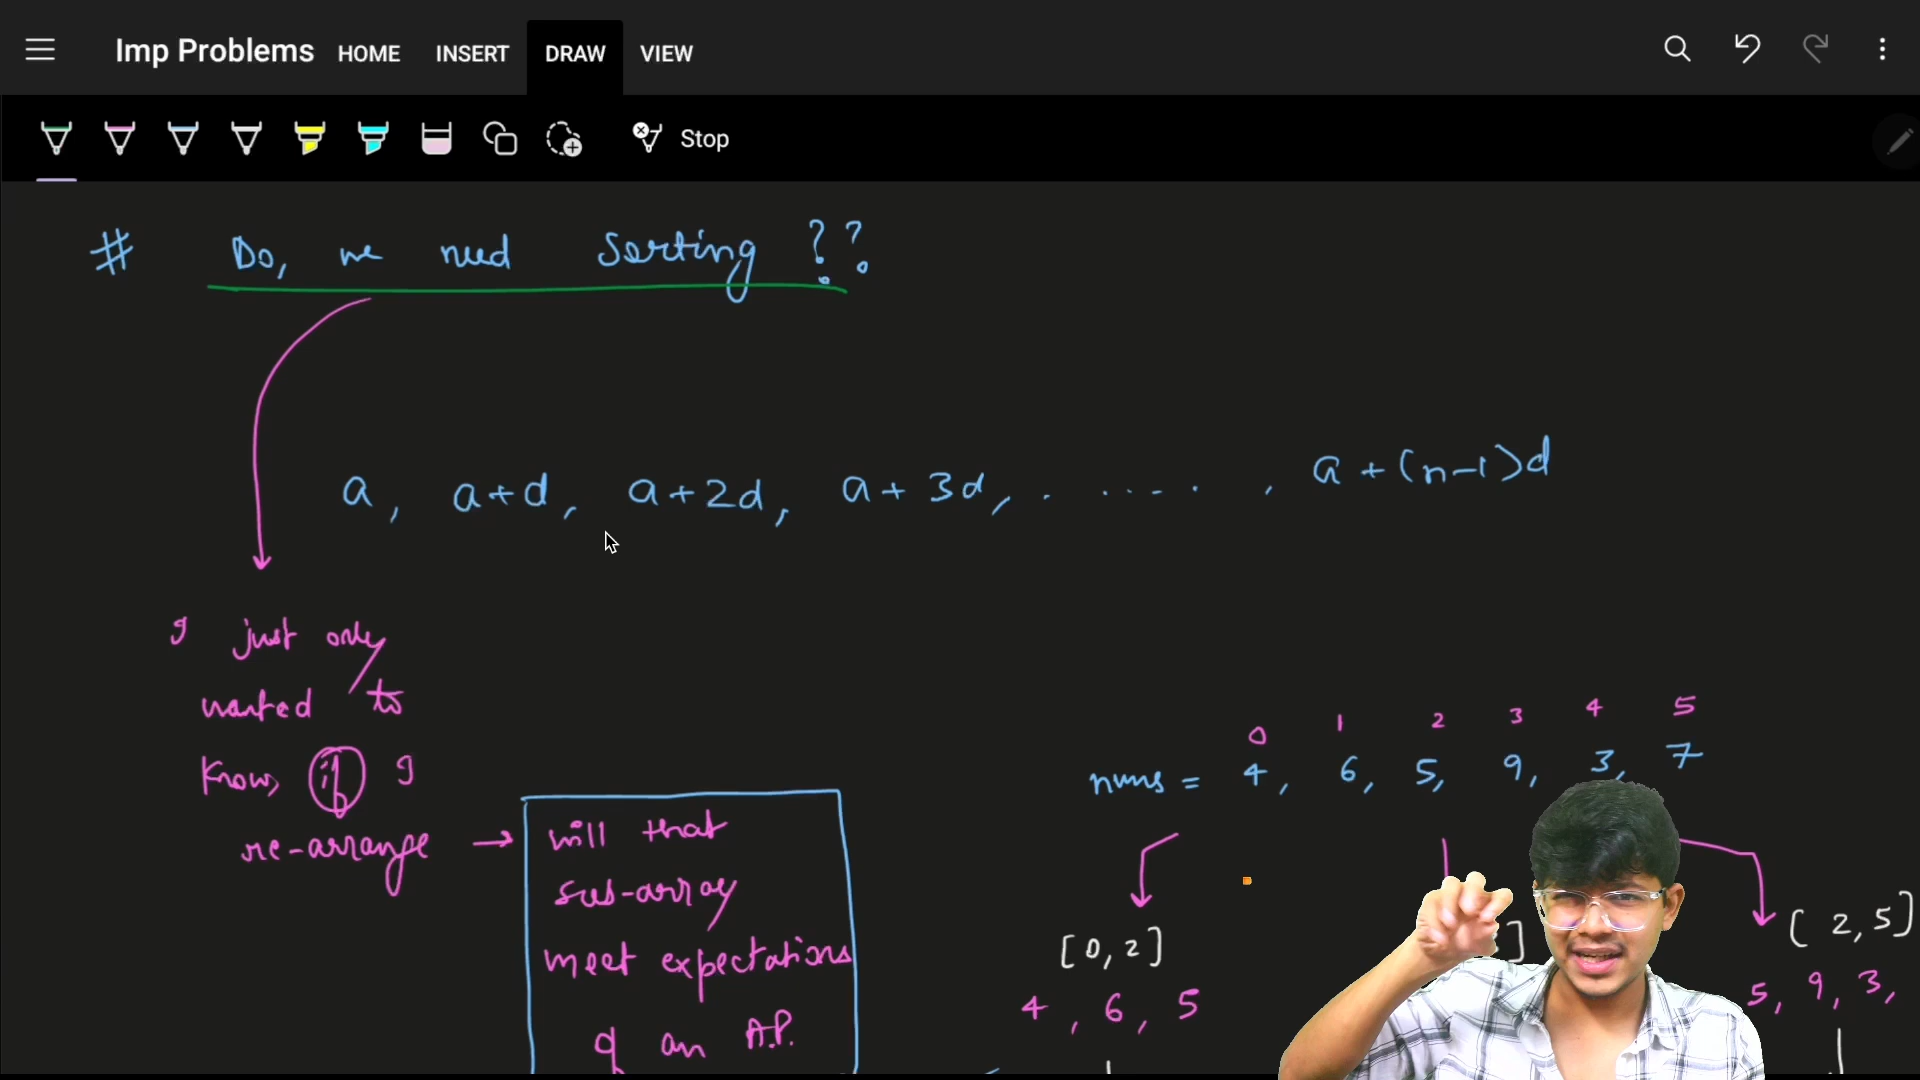 Imp Problems HOME INSERT DRAW VIEW
Stop
# Do, we need Sorting ??
a, a+d, a+2d, a+3d, . . . . . . , a+(n-1)d
I just only
wanted to
know, if I
re-arrange →
will that
sub-array
meet expectations
of an A.P.
0 1 2 3 4 5
nums = 4, 6, 5, 9, 3, 7
[0,2]
4, 6, 5
]
[2,5]
5, 9, 3,